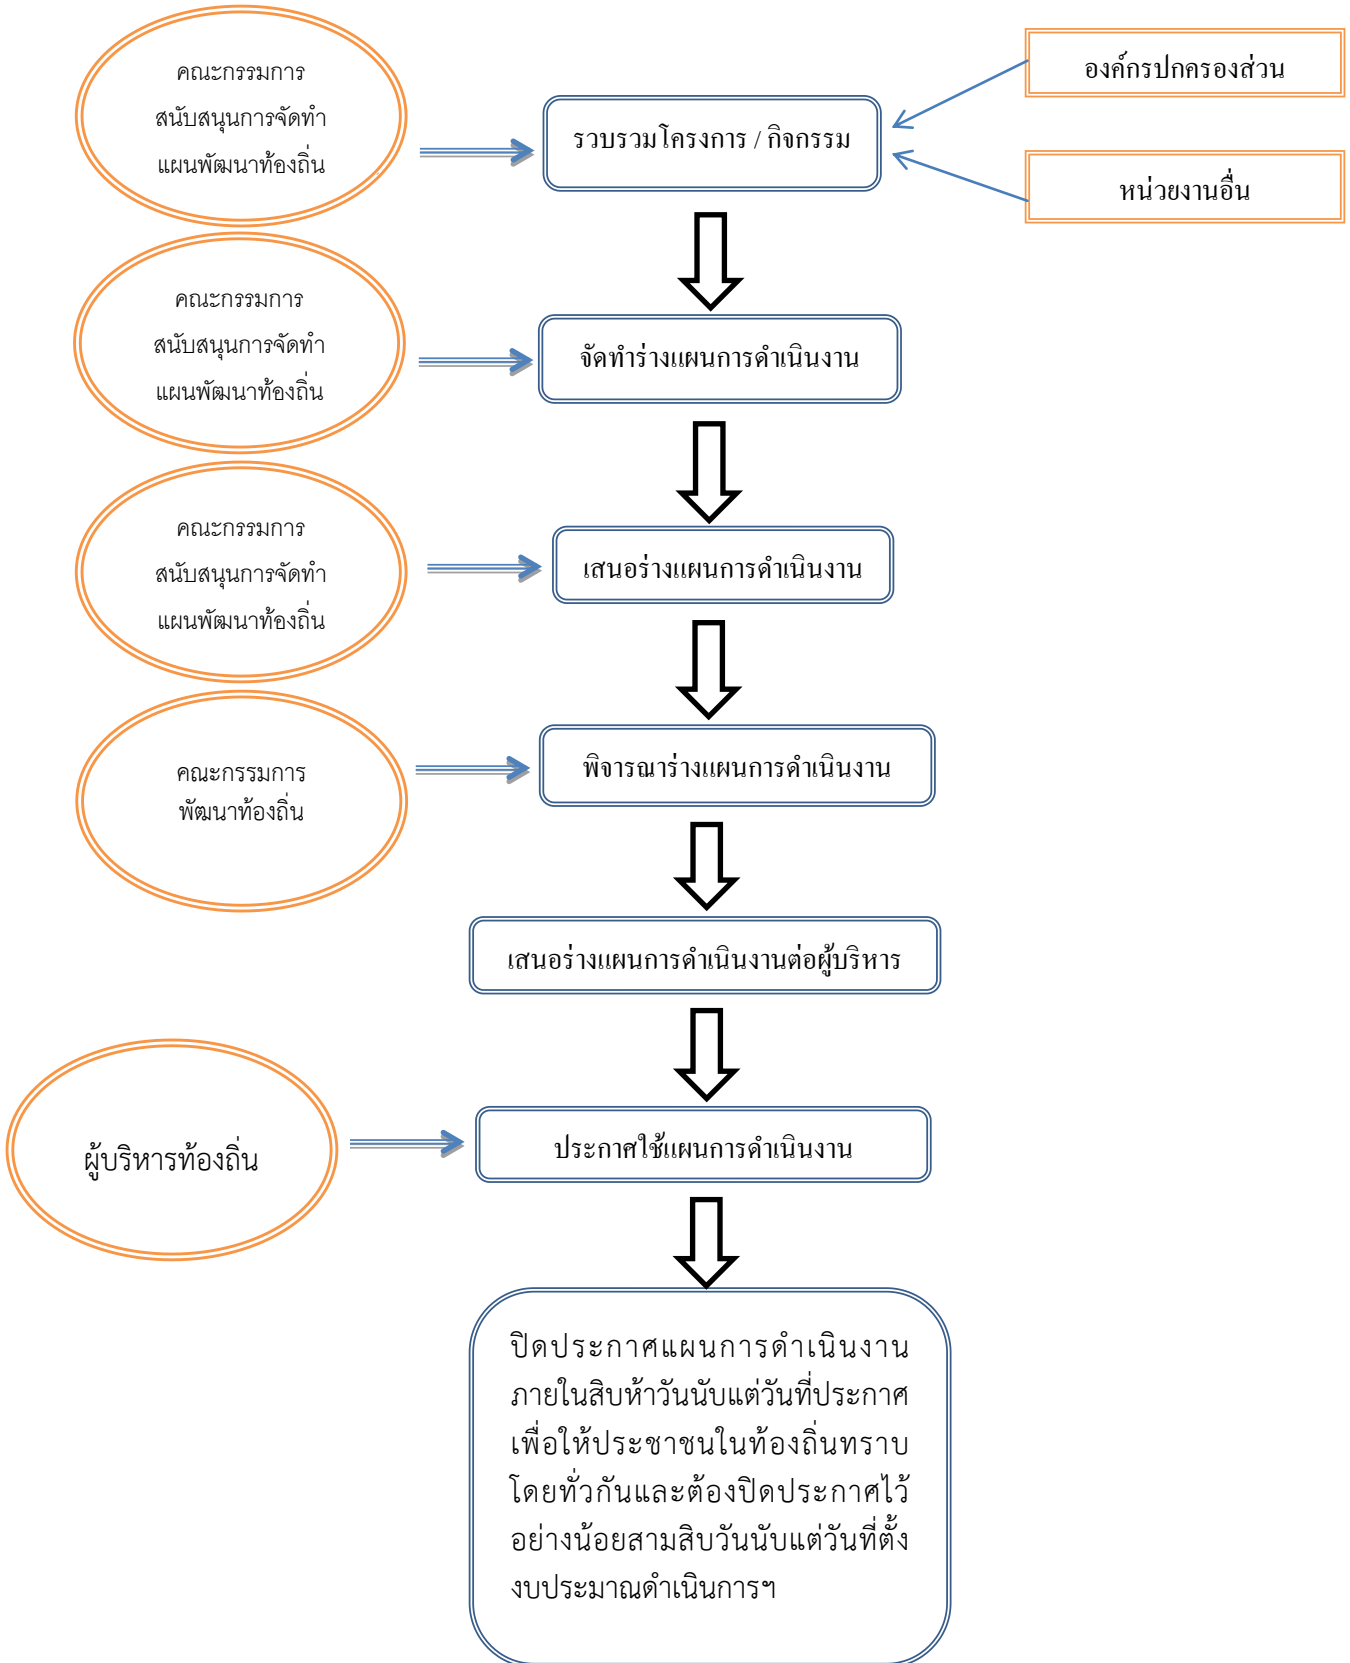 คณะกรรมการ
สนับสนุนการจัดทำ
แผนพัฒนาท้องถิ่น
รวบรวมโครงการ / กิจกรรม
องค์กรปกครองส่วน
หน่วยงานอื่น
คณะกรรมการ
สนับสนุนการจัดทำ
แผนพัฒนาท้องถิ่น
จัดทำร่างแผนการดำเนินงาน
คณะกรรมการ
สนับสนุนการจัดทำ
แผนพัฒนาท้องถิ่น
เสนอร่างแผนการดำเนินงาน
คณะกรรมการ
พัฒนาท้องถิ่น
พิจารณาร่างแผนการดำเนินงาน
เสนอร่างแผนการดำเนินงานต่อผู้บริหาร
ผู้บริหารท้องถิ่น
ประกาศใช้แผนการดำเนินงาน
ปิดประกาศแผนการดำเนินงาน
ภายในสิบห้าวันนับแต่วันที่ประกาศ
เพื่อให้ประชาชนในท้องถิ่นทราบ
โดยทั่วกันและต้องปิดประกาศไว้
อย่างน้อยสามสิบวันนับแต่วันที่ตั้ง
งบประมาณดำเนินการฯ